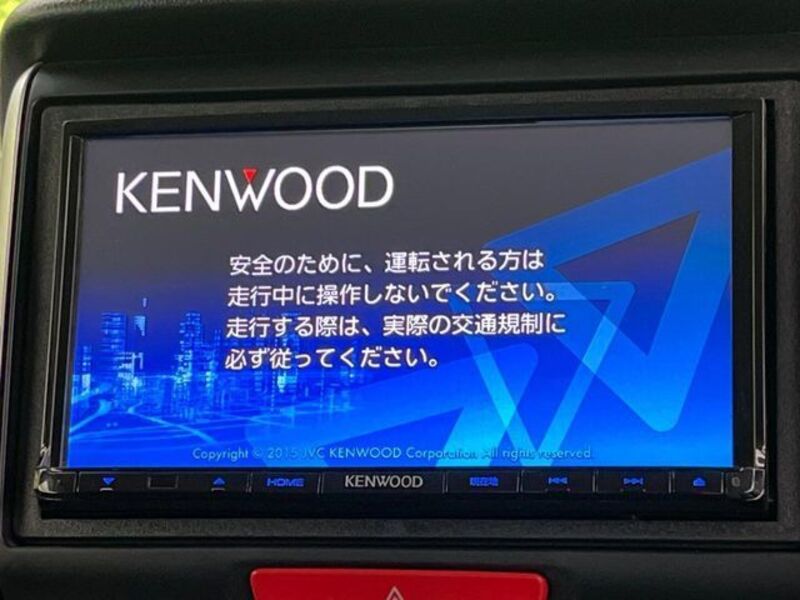 KENWOOD
安全のために、運転される方は
走行中に操作しないでください。
走行する際は、実際の交通規制に
必ず従ってください。
Copyright © 2015 JVC KENWOOD Corporation. All rights reserved.
HOME KENWOOD 現在地